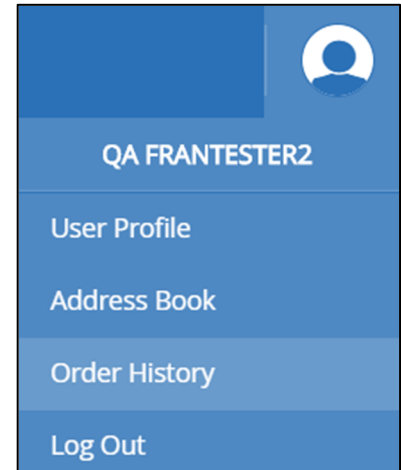 QA FRANTESTER2
User Profile
Address Book
Order History
Log Out